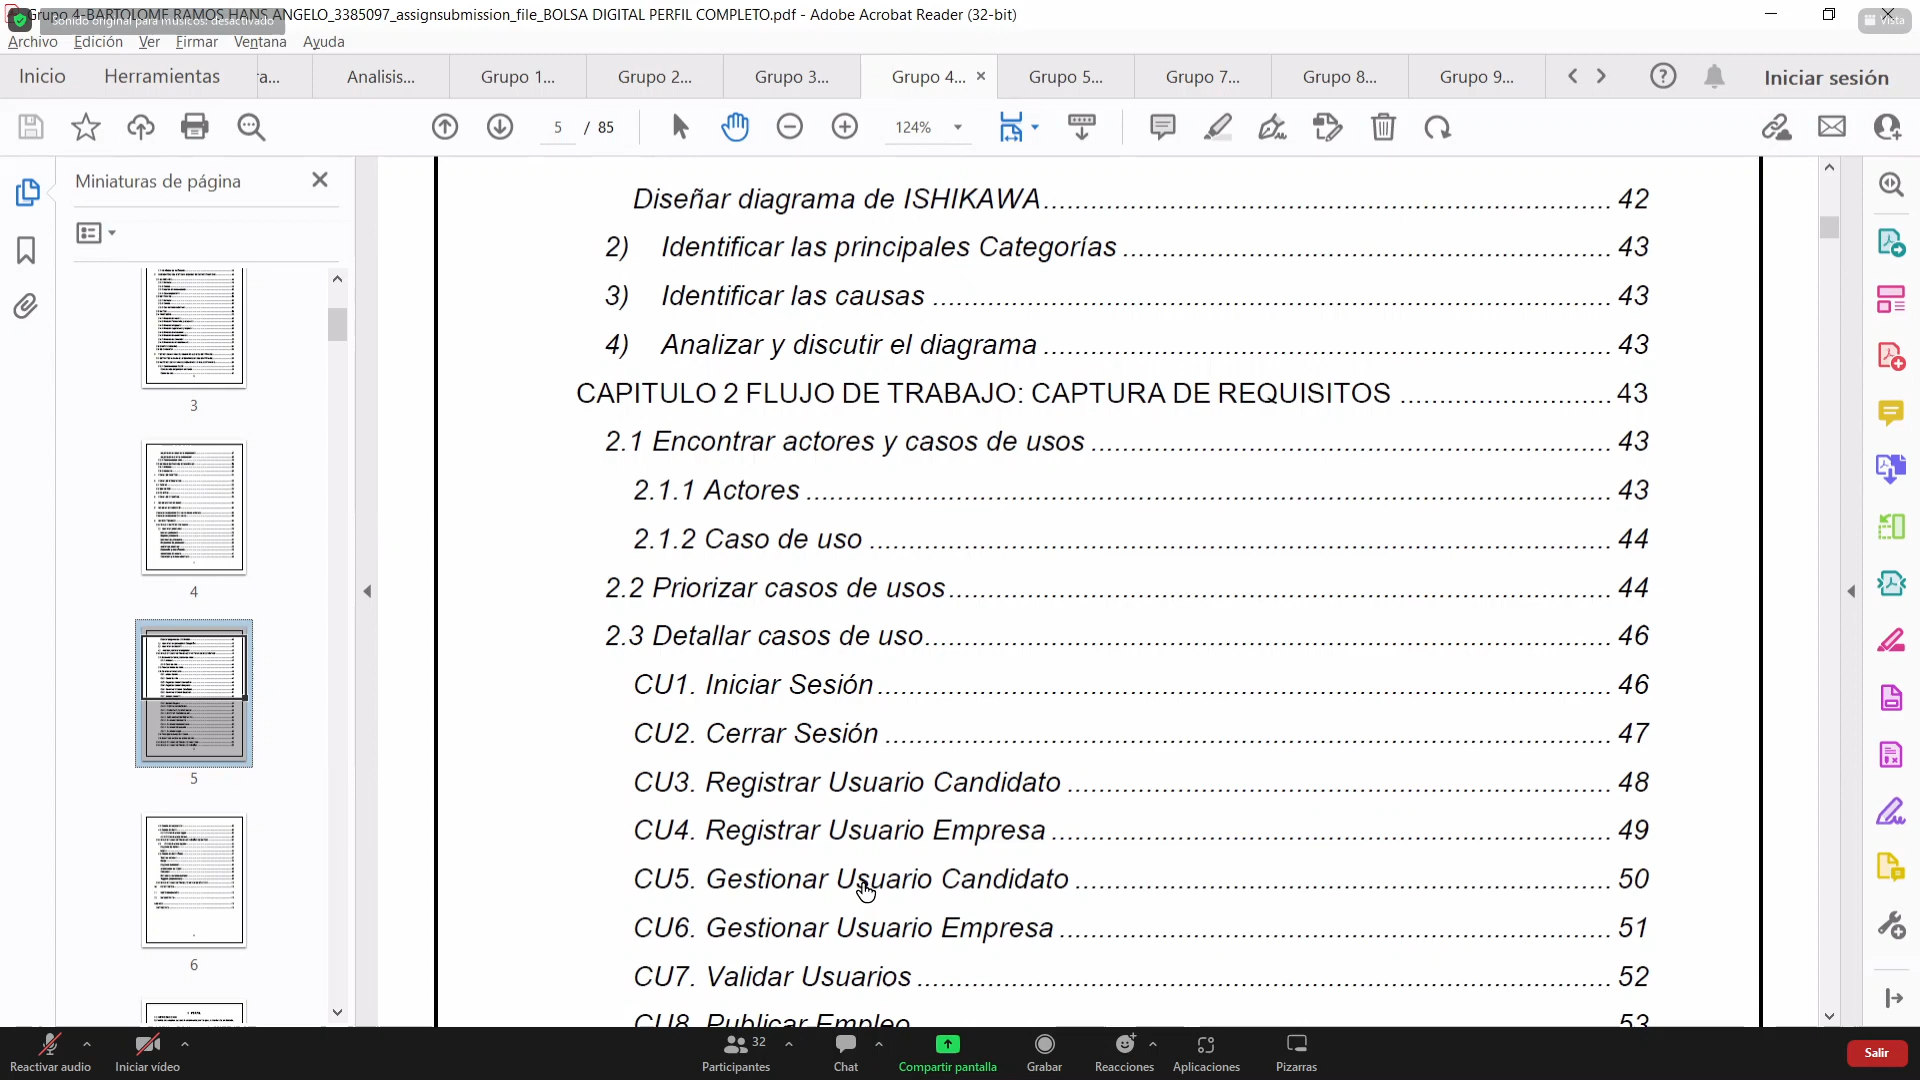 Grupo 4-BARTOLOME RAMOS HANS ANGELO_3385097_assignsubmission_file_BOLSA DIGITAL PERFIL COMPLETO.pdf - Adobe Acrobat Reader (32-bit)
Sonido original para músicos: desactivado
Vista
Archivo Edición Ver Firmar Ventana Ayuda
Inicio Herramientas ra... Analisis... Grupo 1... Grupo 2... Grupo 3... Grupo 4... Grupo 5... Grupo 7... Grupo 8... Grupo 9... Iniciar sesión
5 / 85 124%
Miniaturas de página
3
4
5
6
Diseñar diagrama de ISHIKAWA 42
2) Identificar las principales Categorías 43
3) Identificar las causas 43
4) Analizar y discutir el diagrama 43
CAPITULO 2 FLUJO DE TRABAJO: CAPTURA DE REQUISITOS 43
2.1 Encontrar actores y casos de usos 43
2.1.1 Actores 43
2.1.2 Caso de uso 44
2.2 Priorizar casos de usos 44
2.3 Detallar casos de uso 46
CU1. Iniciar Sesión 46
CU2. Cerrar Sesión 47
CU3. Registrar Usuario Candidato 48
CU4. Registrar Usuario Empresa 49
CU5. Gestionar Usuario Candidato 50
CU6. Gestionar Usuario Empresa 51
CU7. Validar Usuarios 52
CU8. Publicar Empleo 53
Reactivar audio Iniciar vídeo Participantes 32 Chat Compartir pantalla Grabar Reacciones Aplicaciones Pizarras Salir